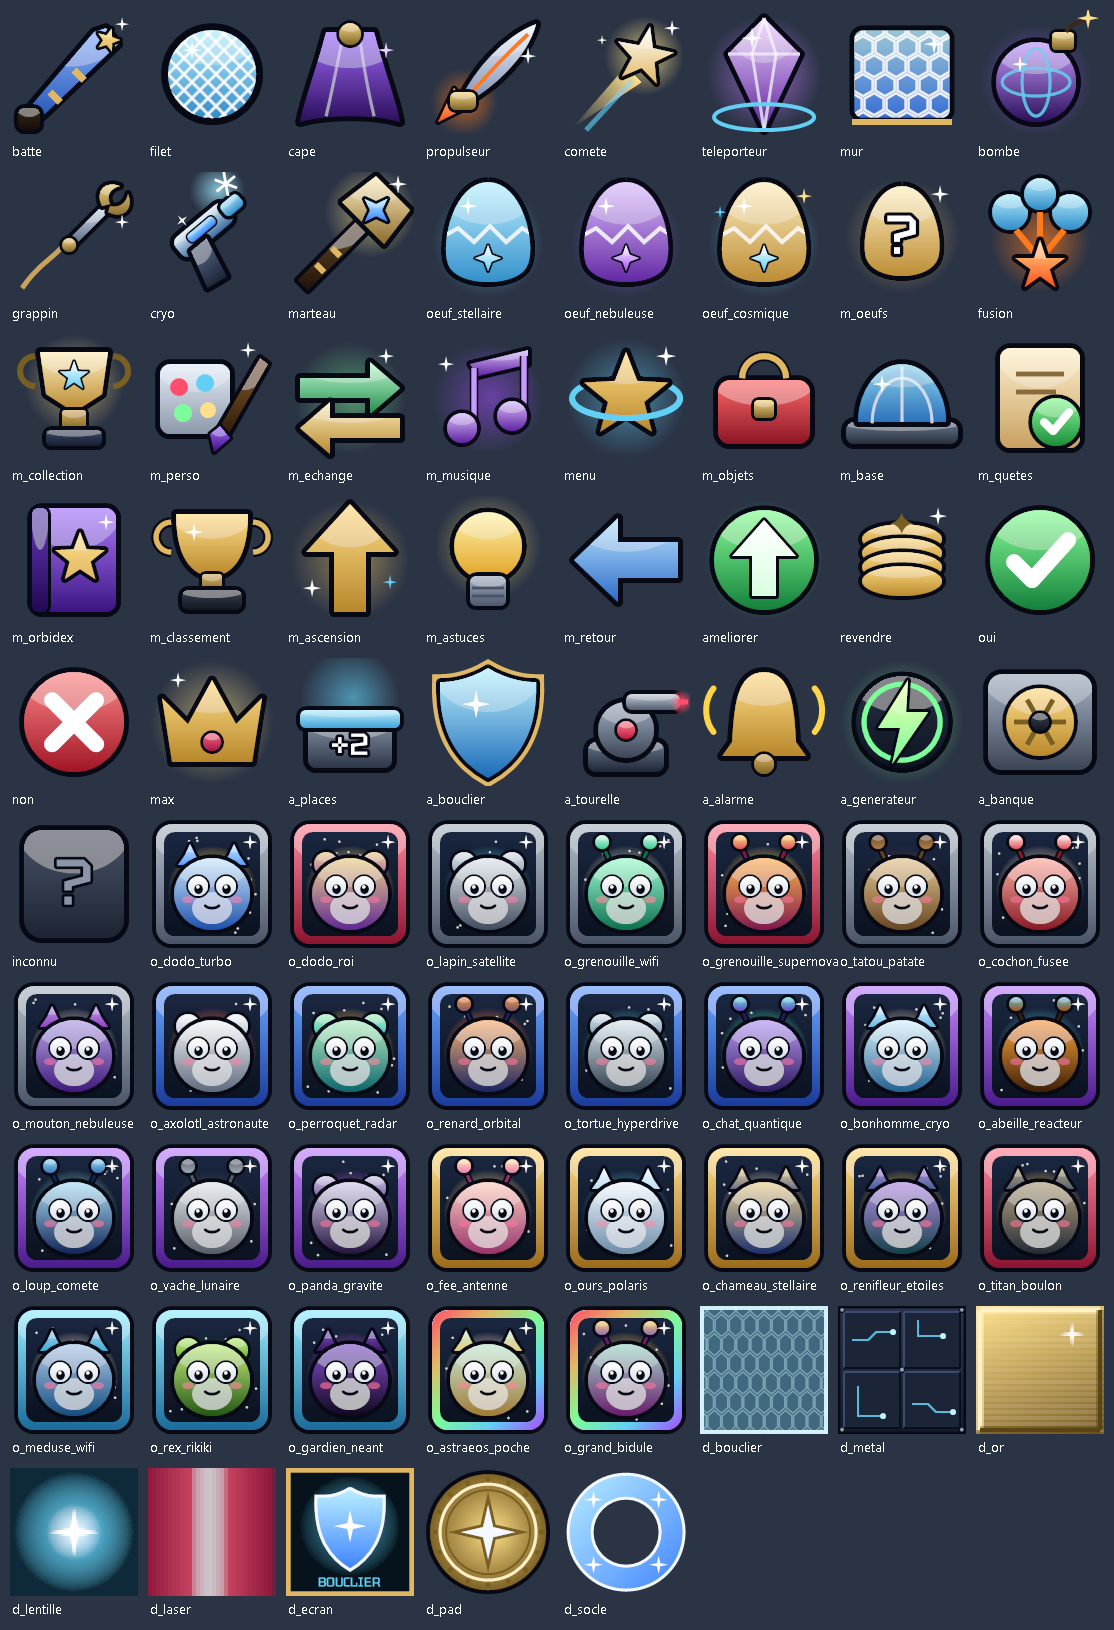 batte filet cape propulseur comete teleporteur mur bombe
?
grappin cryo marteau oeuf_stellaire oeuf_nebuleuse oeuf_cosmique m_oeufs fusion
m_collection m_perso m_echange m_musique menu m_objets m_base m_quetes
m_orbidex m_classement m_ascension m_astuces m_retour ameliorer revendre oui
+2
non max a_places a_bouclier a_tourelle a_alarme a_generateur a_banque
?
inconnu o_dodo_turbo o_dodo_roi o_lapin_satellite o_grenouille_wifi o_grenouille_supernova o_tatou_patate o_cochon_fusee
o_mouton_nebuleuse o_axolotl_astronaute o_perroquet_radar o_renard_orbital o_tortue_hyperdrive o_chat_quantique o_bonhomme_cryo o_abeille_reacteur
o_loup_comete o_vache_lunaire o_panda_gravite o_fee_antenne o_ours_polaris o_chameau_stellaire o_renifleur_etoiles o_titan_boulon
o_meduse_wifi o_rex_rikiki o_gardien_neant o_astraeos_poche o_grand_bidule d_bouclier d_metal d_or
BOUCLIER
d_lentille d_laser d_ecran d_pad d_socle